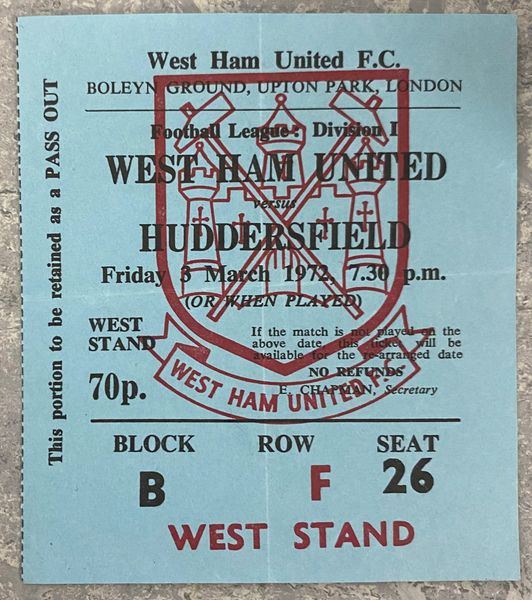 West Ham United F.C.
BOLEYN GROUND, UPTON PARK, LONDON
Football League: Division I
WEST HAM UNITED
versus
HUDDERSFIELD
Friday 3 March 1972, 7.30 p.m.
(OR WHEN PLAYED)
WEST
STAND
70p.
If the match is not played on the
above date, this ticket will be
available for the re-arranged date
NO REFUNDS
E. CHAPMAN, Secretary
WEST HAM UNITED F.C.
BLOCK ROW SEAT
B F 26
WEST STAND
This portion to be retained as a PASS OUT